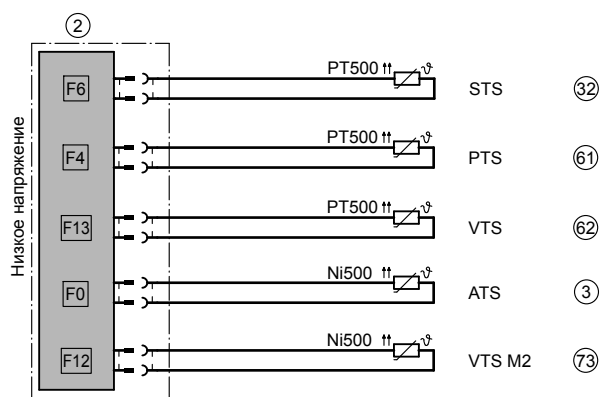 2
Низкое напряжение
F6 PT500 ϑ STS 32
F4 PT500 ϑ PTS 61
F13 PT500 ϑ VTS 62
F0 Ni500 ϑ ATS 3
F12 Ni500 ϑ VTS M2 73